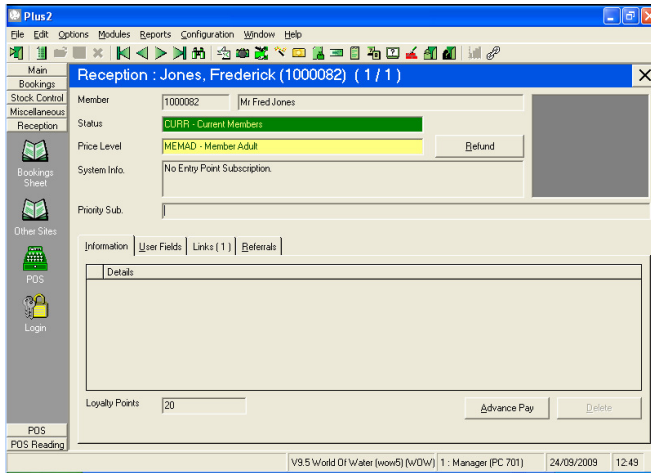 Plus2
File Edit Options Modules Reports Configuration Window Help
Main
Bookings
Stock Control
Miscellaneous
Reception
Bookings
Sheet
Other Sites
POS
Login
POS
POS Reading
Reception : Jones, Frederick (1000082) ( 1 / 1 )
Member 1000082 Mr Fred Jones
Status CURR - Current Members
Price Level MEMAD - Member Adult Refund
System Info. No Entry Point Subscription.
Priority Sub.
Information User Fields Links ( 1 ) Referrals
Details
Loyalty Points 20 Advance Pay Delete
V9.5 World Of Water (wow5) (WOW) 1 : Manager (PC 701) 24/09/2009 12:49